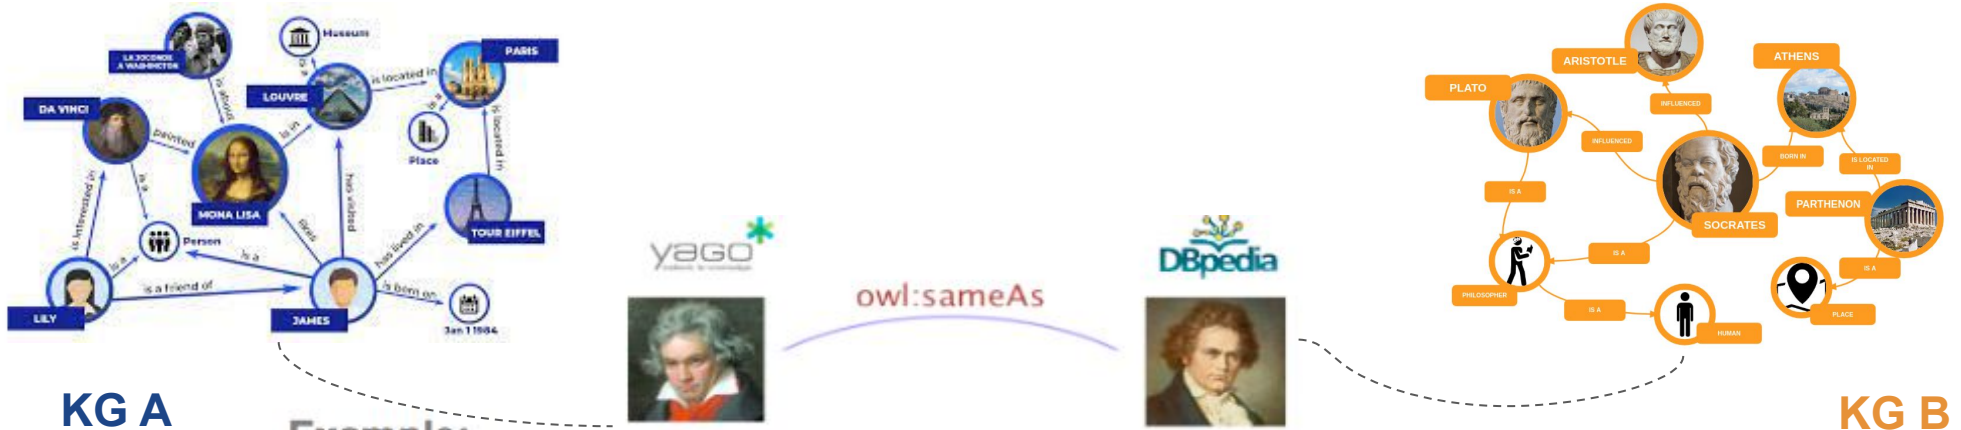 LA JOCONDE
A WASHINGTON
Museum
is a
PARIS
is about
LOUVRE
is located in
DA VINCI
is a
painted
is in
Place
is located in
is a
MONA LISA
has visited
TOUR EIFFEL
is interested in
Person
likes
has lived in
is a
is a
is a friend of
is born on
LILY
JAMES
Jan 1 1984
KG A
Example:
yago
DBpedia
owl:sameAs
ARISTOTLE
ATHENS
PLATO
INFLUENCED
INFLUENCED
BORN IN
IS LOCATED
IN
IS A
PARTHENON
SOCRATES
IS A
IS A
PHILOSOPHER
IS A
PLACE
HUMAN
KG B